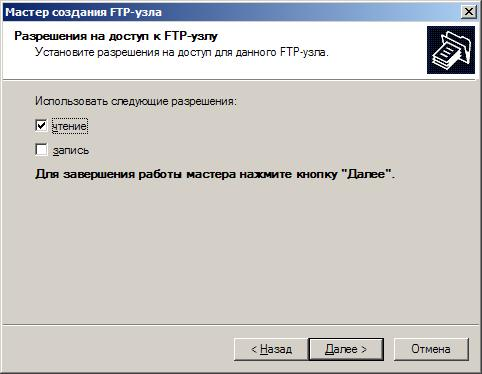 Мастер создания FTP-узла
Разрешения на доступ к FTP-узлу
Установите разрешения на доступ для данного FTP-узла.
Использовать следующие разрешения:
чтение
запись
Для завершения работы мастера нажмите кнопку "Далее".
< Назад
Далее >
Отмена